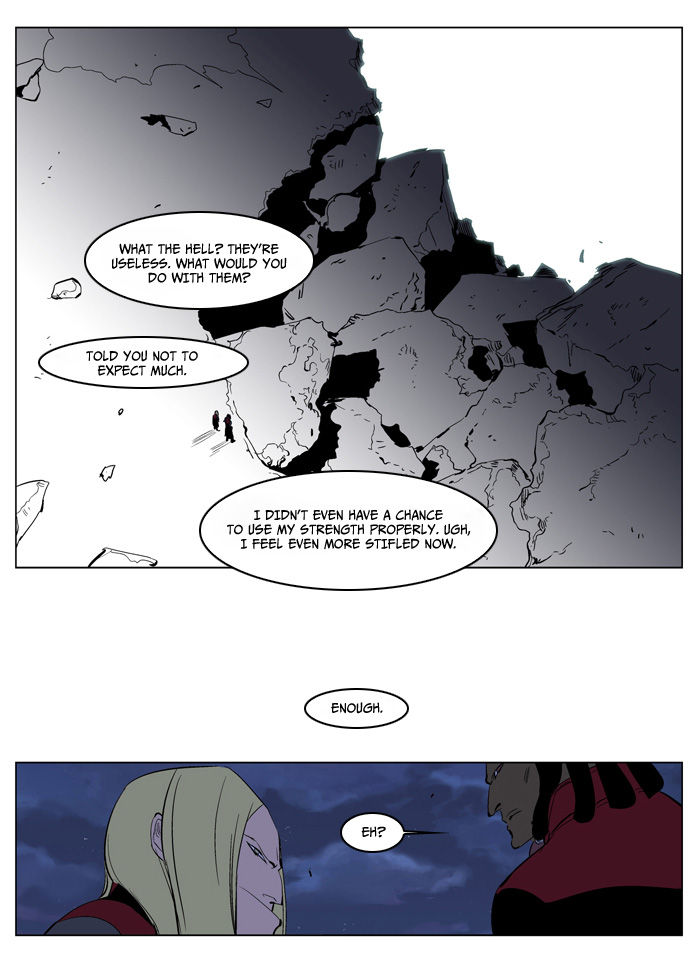 WHAT THE HELL? THEY'RE
USELESS. WHAT WOULD YOU
DO WITH THEM?
TOLD YOU NOT TO
EXPECT MUCH.
I DIDN'T EVEN HAVE A CHANCE
TO USE MY STRENGTH PROPERLY. UGH,
I FEEL EVEN MORE STIFLED NOW.
ENOUGH.
EH?